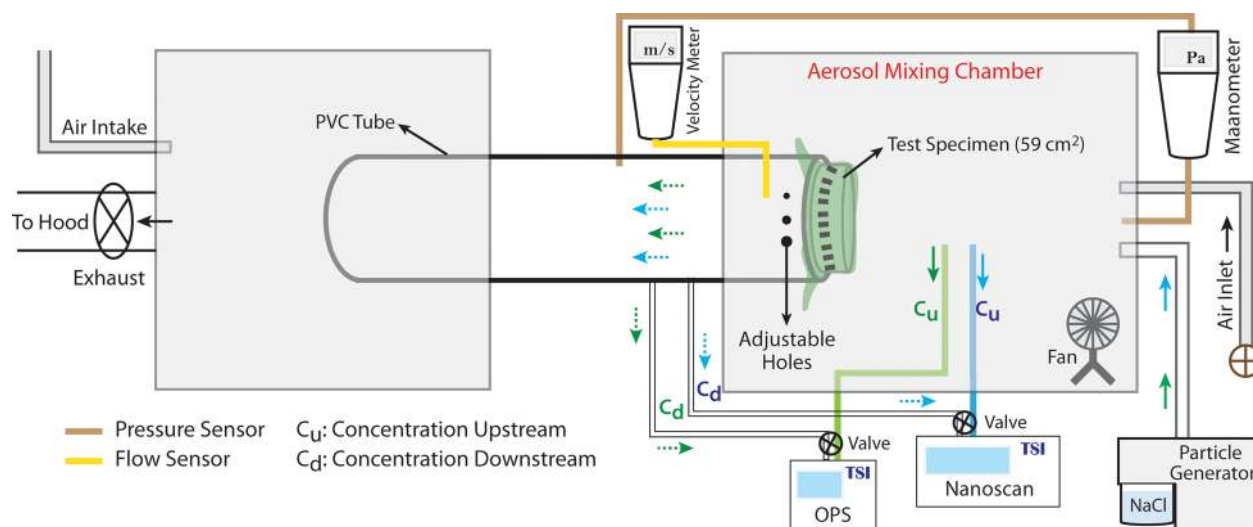 m/s
Velocity Meter
Aerosol Mixing Chamber
Pa
Maanometer
Air Intake
PVC Tube
Test Specimen (59 cm²)
To Hood
Exhaust
Adjustable
Holes
Cu
Cu
Fan
Air Inlet
Cd
Cd
Valve
Valve
Pressure Sensor
Flow Sensor
Cu: Concentration Upstream
Cd: Concentration Downstream
TSI
OPS
TSI
Nanoscan
Particle
Generator
NaCl